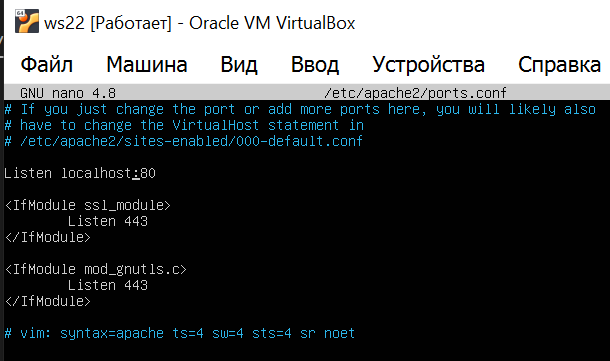 ws22 [Работает] - Oracle VM VirtualBox
Файл Машина Вид Ввод Устройства Справка
GNU nano 4.8 /etc/apache2/ports.conf
# If you just change the port or add more ports here, you will likely also
# have to change the VirtualHost statement in
# /etc/apache2/sites-enabled/000-default.conf
Listen localhost:80
<IfModule ssl_module>
Listen 443
</IfModule>
<IfModule mod_gnutls.c>
Listen 443
</IfModule>
# vim: syntax=apache ts=4 sw=4 sts=4 sr noet